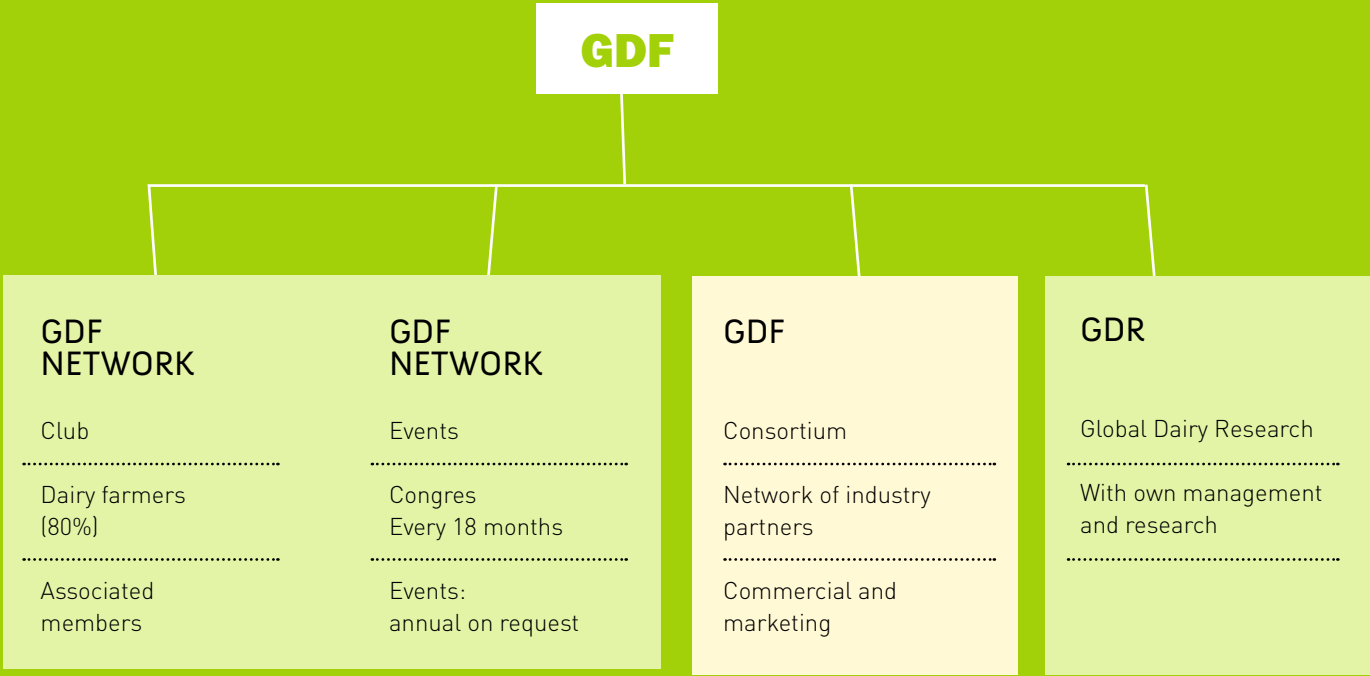 GDF
GDF
NETWORK
Club
Dairy farmers
(80%)
Associated
members
GDF
NETWORK
Events
Congres
Every 18 months
Events:
annual on request
GDF
Consortium
Network of industry
partners
Commercial and
marketing
GDR
Global Dairy Research
With own management
and research